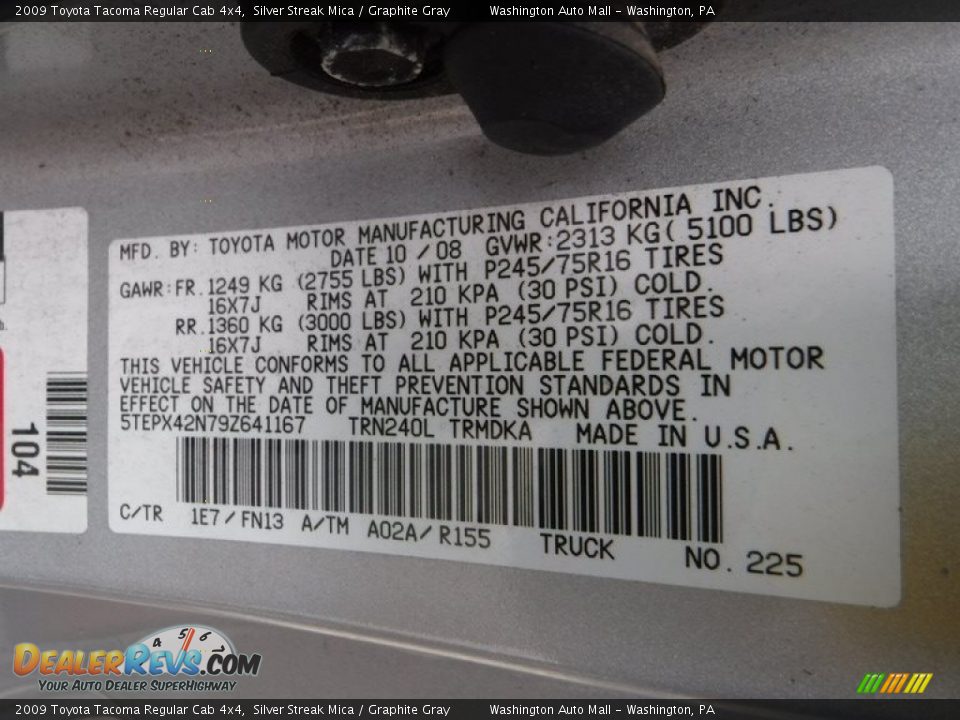 2009 Toyota Tacoma Regular Cab 4x4, Silver Streak Mica / Graphite Gray Washington Auto Mall - Washington, PA
MFD. BY: TOYOTA MOTOR MANUFACTURING CALIFORNIA INC.
DATE 10 / 08 GVWR: 2313 KG( 5100 LBS)
GAWR: FR. 1249 KG (2755 LBS) WITH P245/75R16 TIRES
16X7J RIMS AT 210 KPA (30 PSI) COLD.
RR. 1360 KG (3000 LBS) WITH P245/75R16 TIRES
16X7J RIMS AT 210 KPA (30 PSI) COLD.
THIS VEHICLE CONFORMS TO ALL APPLICABLE FEDERAL MOTOR
VEHICLE SAFETY AND THEFT PREVENTION STANDARDS IN
EFFECT ON THE DATE OF MANUFACTURE SHOWN ABOVE.
5TEPX42N79Z641167 TRN240L TRMDKA MADE IN U.S.A.
C/TR 1E7 / FN13 A/TM A02A / R155 TRUCK NO. 225
104
4 5 6 7
DEALERREVS.COM
YOUR AUTO DEALER SUPERHIGHWAY
2009 Toyota Tacoma Regular Cab 4x4, Silver Streak Mica / Graphite Gray Washington Auto Mall - Washington, PA